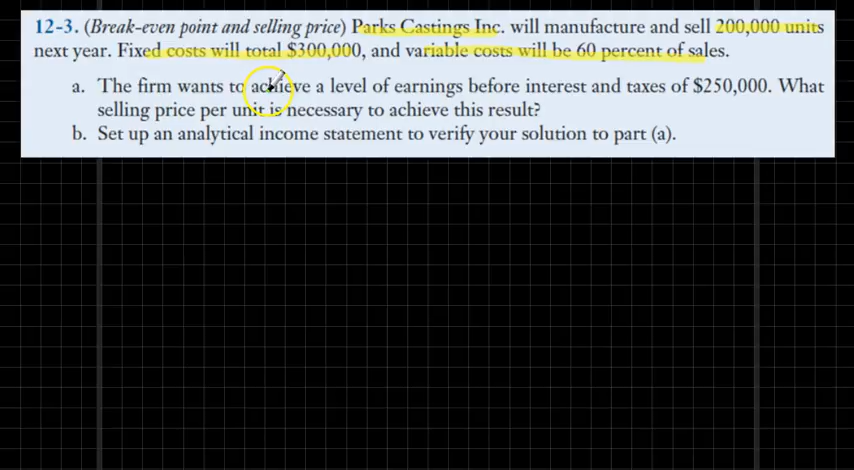 12-3. (Break-even point and selling price) Parks Castings Inc. will manufacture and sell 200,000 units
next year. Fixed costs will total $300,000, and variable costs will be 60 percent of sales.
a. The firm wants to achieve a level of earnings before interest and taxes of $250,000. What
selling price per unit is necessary to achieve this result?
b. Set up an analytical income statement to verify your solution to part (a).